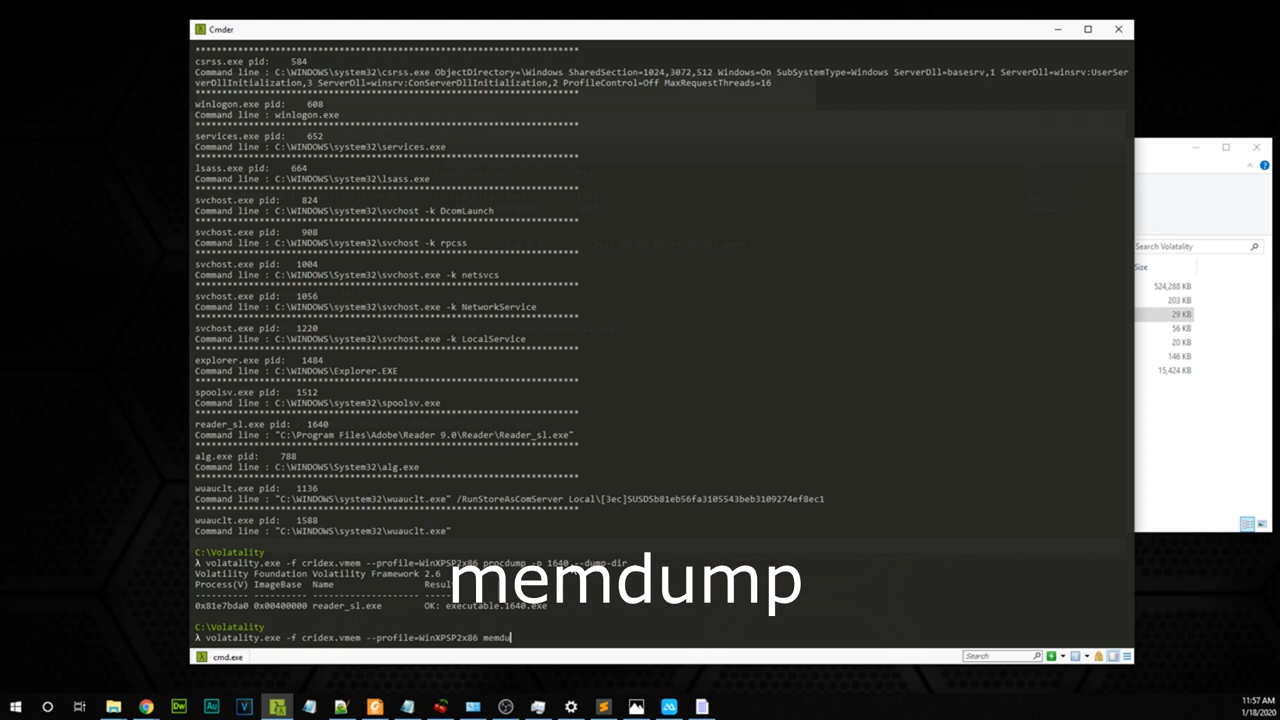 Cmder
************************************************************************
csrss.exe pid:    584
Command line : C:\WINDOWS\system32\csrss.exe ObjectDirectory=\Windows SharedSection=1024,3072,512 Windows=On SubSystemType=Windows ServerDll=basesrv,1 ServerDll=winsrv:UserSer
verDllInitialization,3 ServerDll=winsrv:ConServerDllInitialization,2 ProfileControl=Off MaxRequestThreads=16
************************************************************************
winlogon.exe pid:    608
Command line : winlogon.exe
************************************************************************
services.exe pid:    652
Command line : C:\WINDOWS\system32\services.exe
************************************************************************
lsass.exe pid:    664
Command line : C:\WINDOWS\system32\lsass.exe
************************************************************************
svchost.exe pid:    824
Command line : C:\WINDOWS\system32\svchost -k DcomLaunch
************************************************************************
svchost.exe pid:    908
Command line : C:\WINDOWS\system32\svchost -k rpcss
************************************************************************
svchost.exe pid:   1004
Command line : C:\WINDOWS\System32\svchost.exe -k netsvcs
************************************************************************
svchost.exe pid:   1056
Command line : C:\WINDOWS\system32\svchost.exe -k NetworkService
************************************************************************
svchost.exe pid:   1220
Command line : C:\WINDOWS\system32\svchost.exe -k LocalService
************************************************************************
explorer.exe pid:   1484
Command line : C:\WINDOWS\Explorer.EXE
************************************************************************
spoolsv.exe pid:   1512
Command line : C:\WINDOWS\system32\spoolsv.exe
************************************************************************
reader_sl.exe pid:   1640
Command line : "C:\Program Files\Adobe\Reader 9.0\Reader\Reader_sl.exe"
************************************************************************
alg.exe pid:    788
Command line : C:\WINDOWS\System32\alg.exe
************************************************************************
wuauclt.exe pid:   1136
Command line : "C:\WINDOWS\system32\wuauclt.exe" /RunStoreAsComServer Local\[3ec]SUSDSb81eb56fa3105543beb3109274ef8ec1
************************************************************************
wuauclt.exe pid:   1588
Command line : "C:\WINDOWS\system32\wuauclt.exe"
C:\Volatality
λ volatality.exe -f cridex.vmem --profile=WinXPSP2x86 procdump -p 1640 --dump-dir
Volatility Foundation Volatility Framework 2.6
Process(V) ImageBase  Name
---------- ---------- -------------------- ------
0x81e7bda0 0x00400000 reader_sl.exe        OK: executable.1640.exe
memdump
C:\Volatality
λ volatality.exe -f cridex.vmem --profile=WinXPSP2x86 memdu
cmd.exe
Search
Search Volatality
Size
524,288 KB
203 KB
29 KB
56 KB
20 KB
146 KB
15,424 KB
Dw
Au
V
11:57 AM
1/18/2020